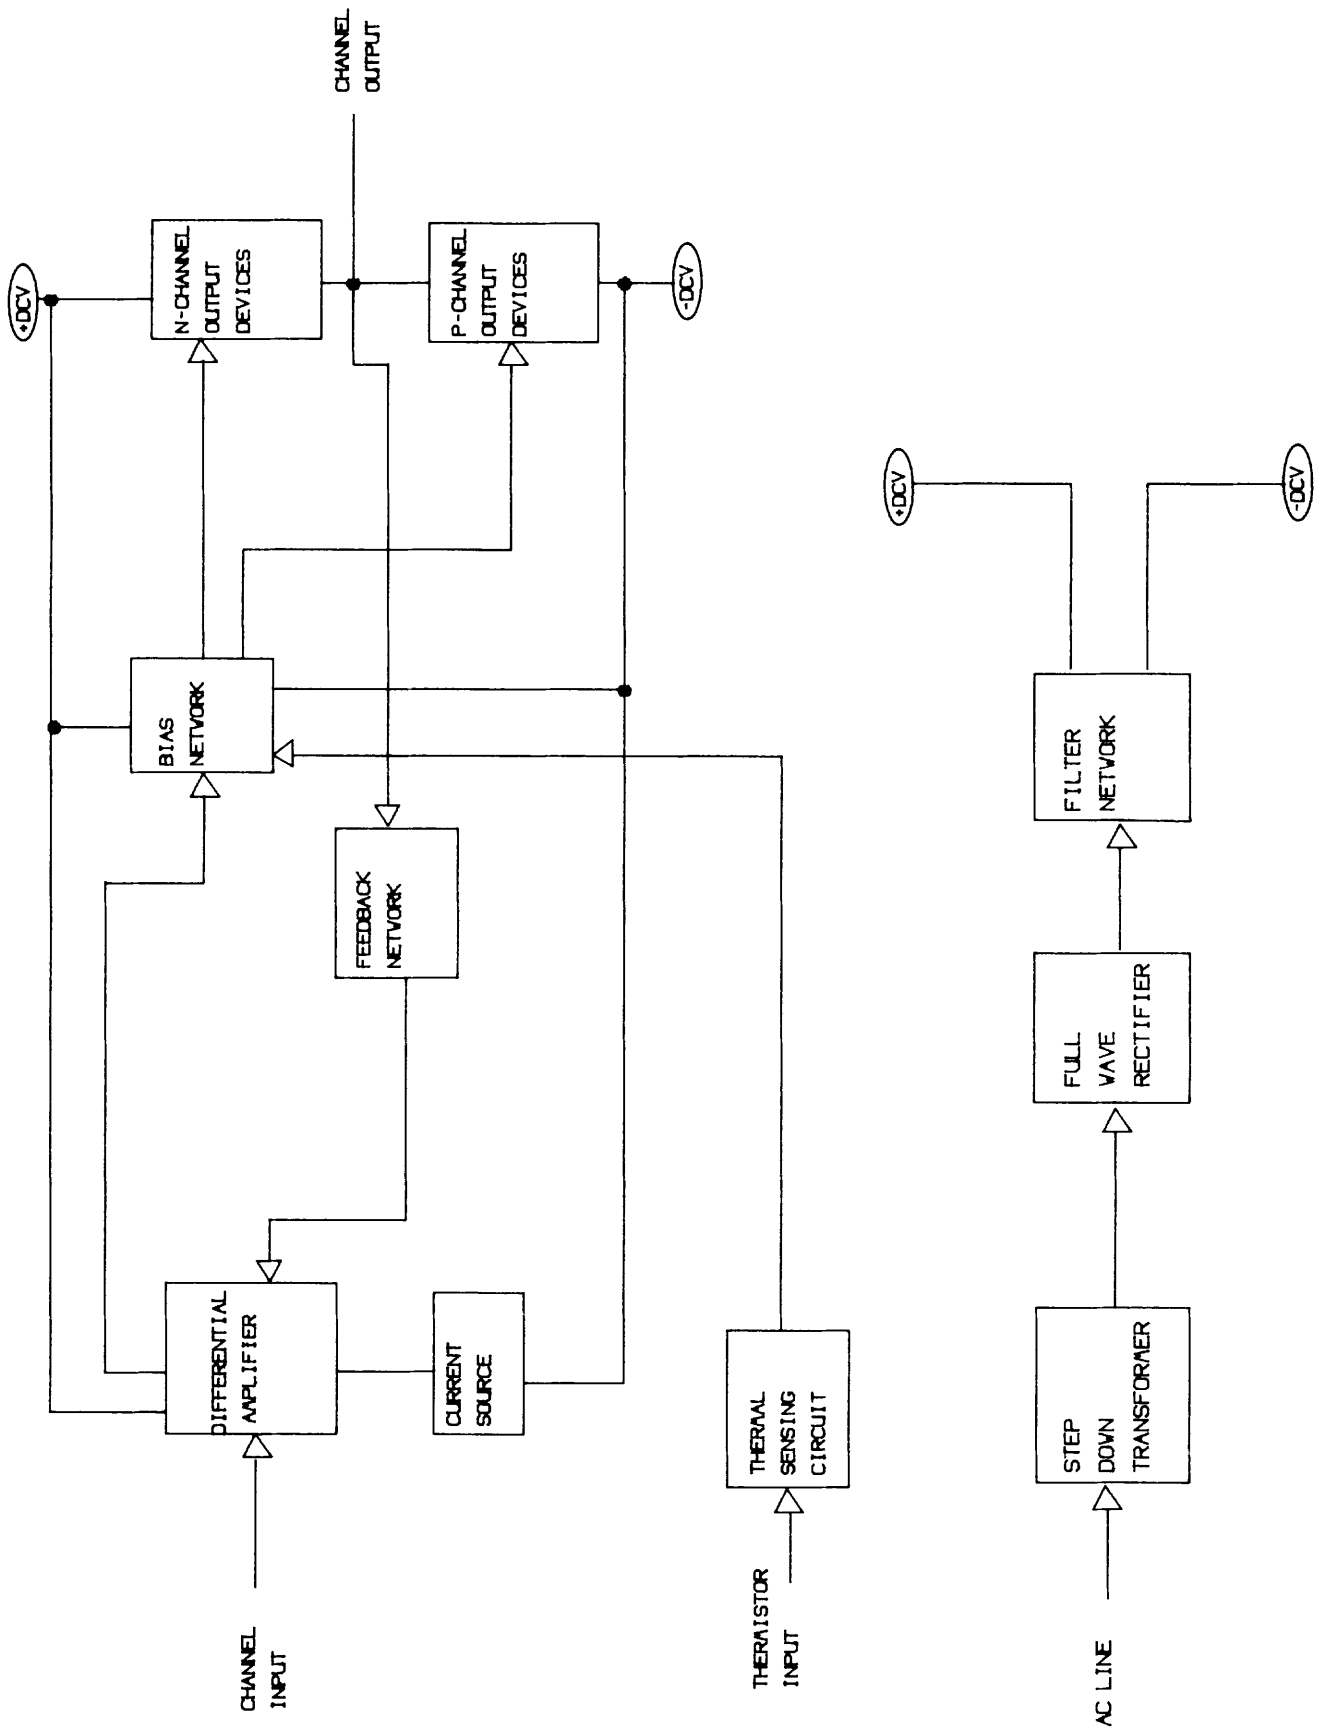 +DCV
N-CHANNEL
OUTPUT
DEVICES
CHANNEL
OUTPUT
P-CHANNEL
OUTPUT
DEVICES
-DCV
BIAS
NETWORK
FEEDBACK
NETWORK
DIFFERENTIAL
AMPLIFIER
CURRENT
SOURCE
CHANNEL
INPUT
THERMAL
SENSING
CIRCUIT
THERMISTOR
INPUT
+DCV
-DCV
FILTER
NETWORK
FULL
WAVE
RECTIFIER
STEP
DOWN
TRANSFORMER
AC LINE